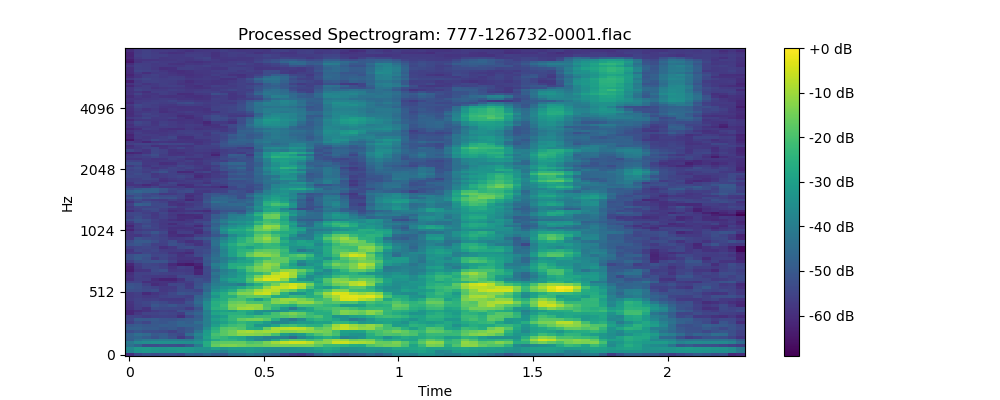 Processed Spectrogram: 777-126732-0001.flac
+0 dB
-10 dB
-20 dB
-30 dB
-40 dB
-50 dB
-60 dB
Hz
4096
2048
1024
512
0
0 0.5 1 1.5 2
Time